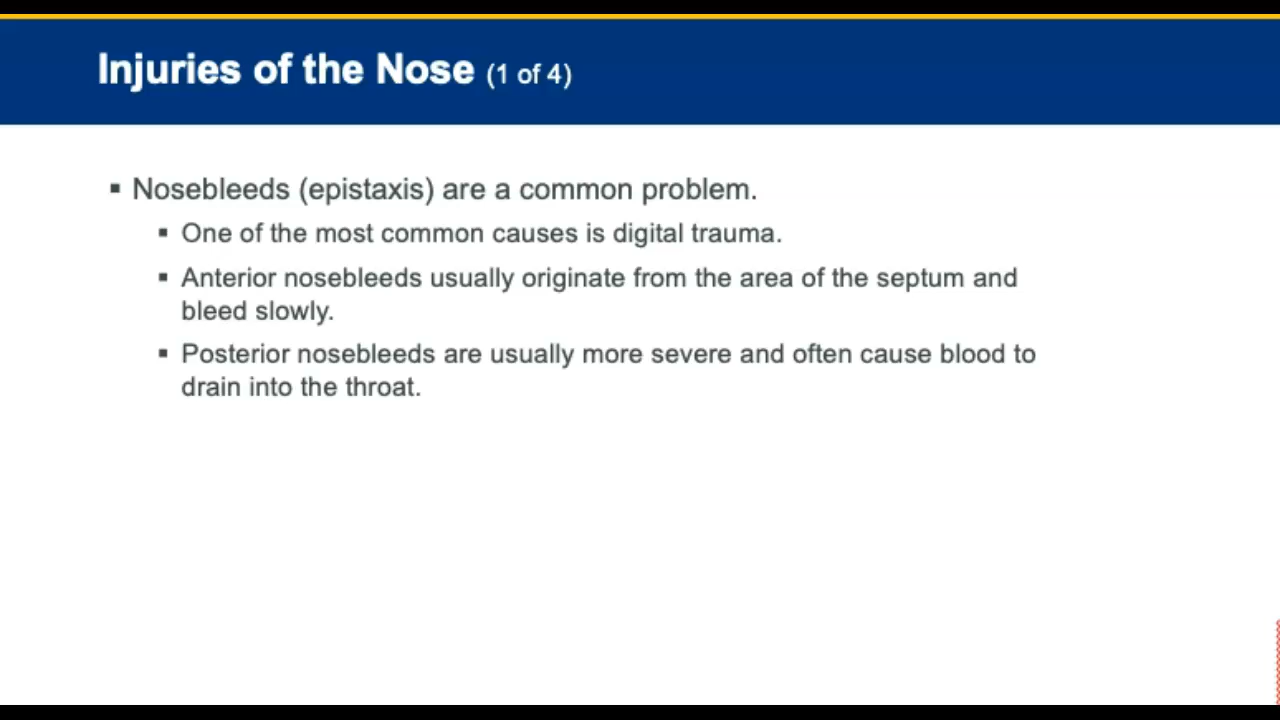 Injuries of the Nose (1 of 4)
▪ Nosebleeds (epistaxis) are a common problem.
▪ One of the most common causes is digital trauma.
▪ Anterior nosebleeds usually originate from the area of the septum and
bleed slowly.
▪ Posterior nosebleeds are usually more severe and often cause blood to
drain into the throat.